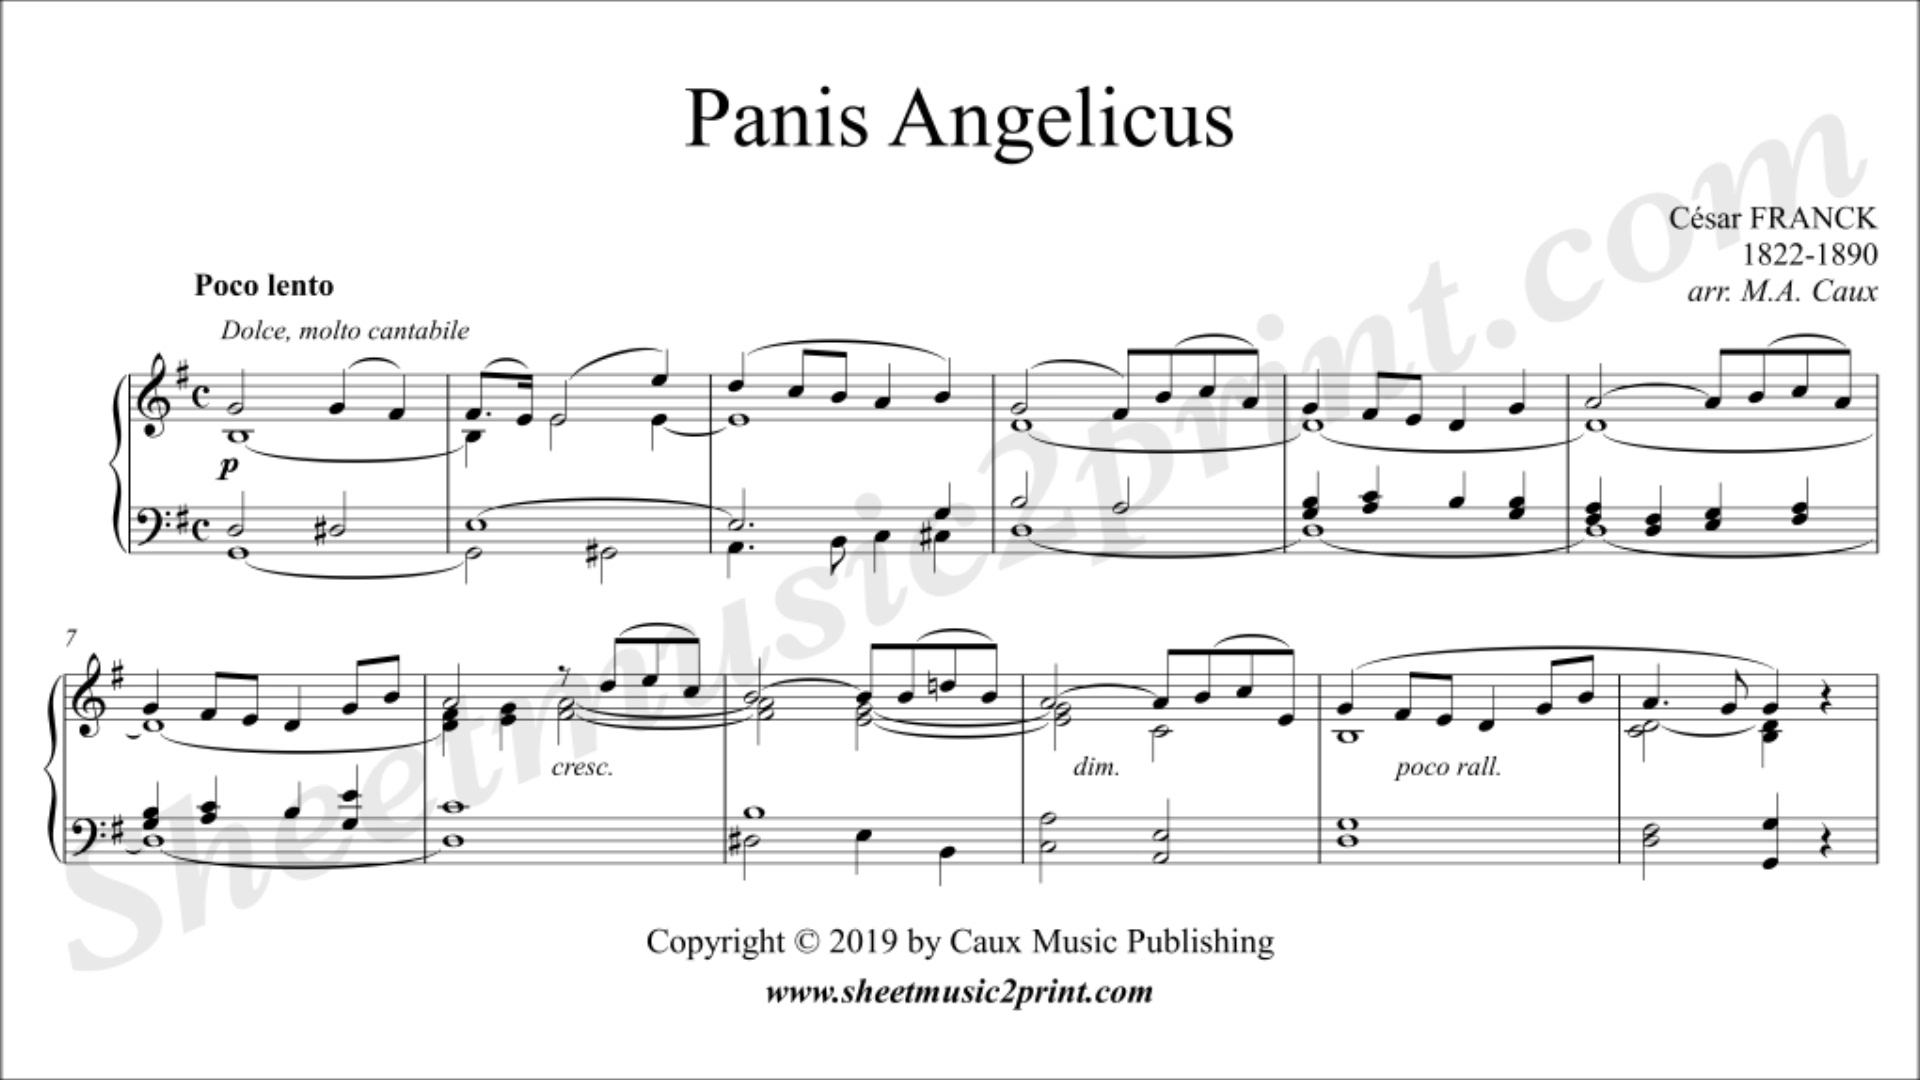 Panis Angelicus
César FRANCK
1822-1890
arr. M.A. Caux
Poco lento
Dolce, molto cantabile
p
7
cresc.
dim.
poco rall.
Sheetmusic2print.com
Copyright © 2019 by Caux Music Publishing
www.sheetmusic2print.com